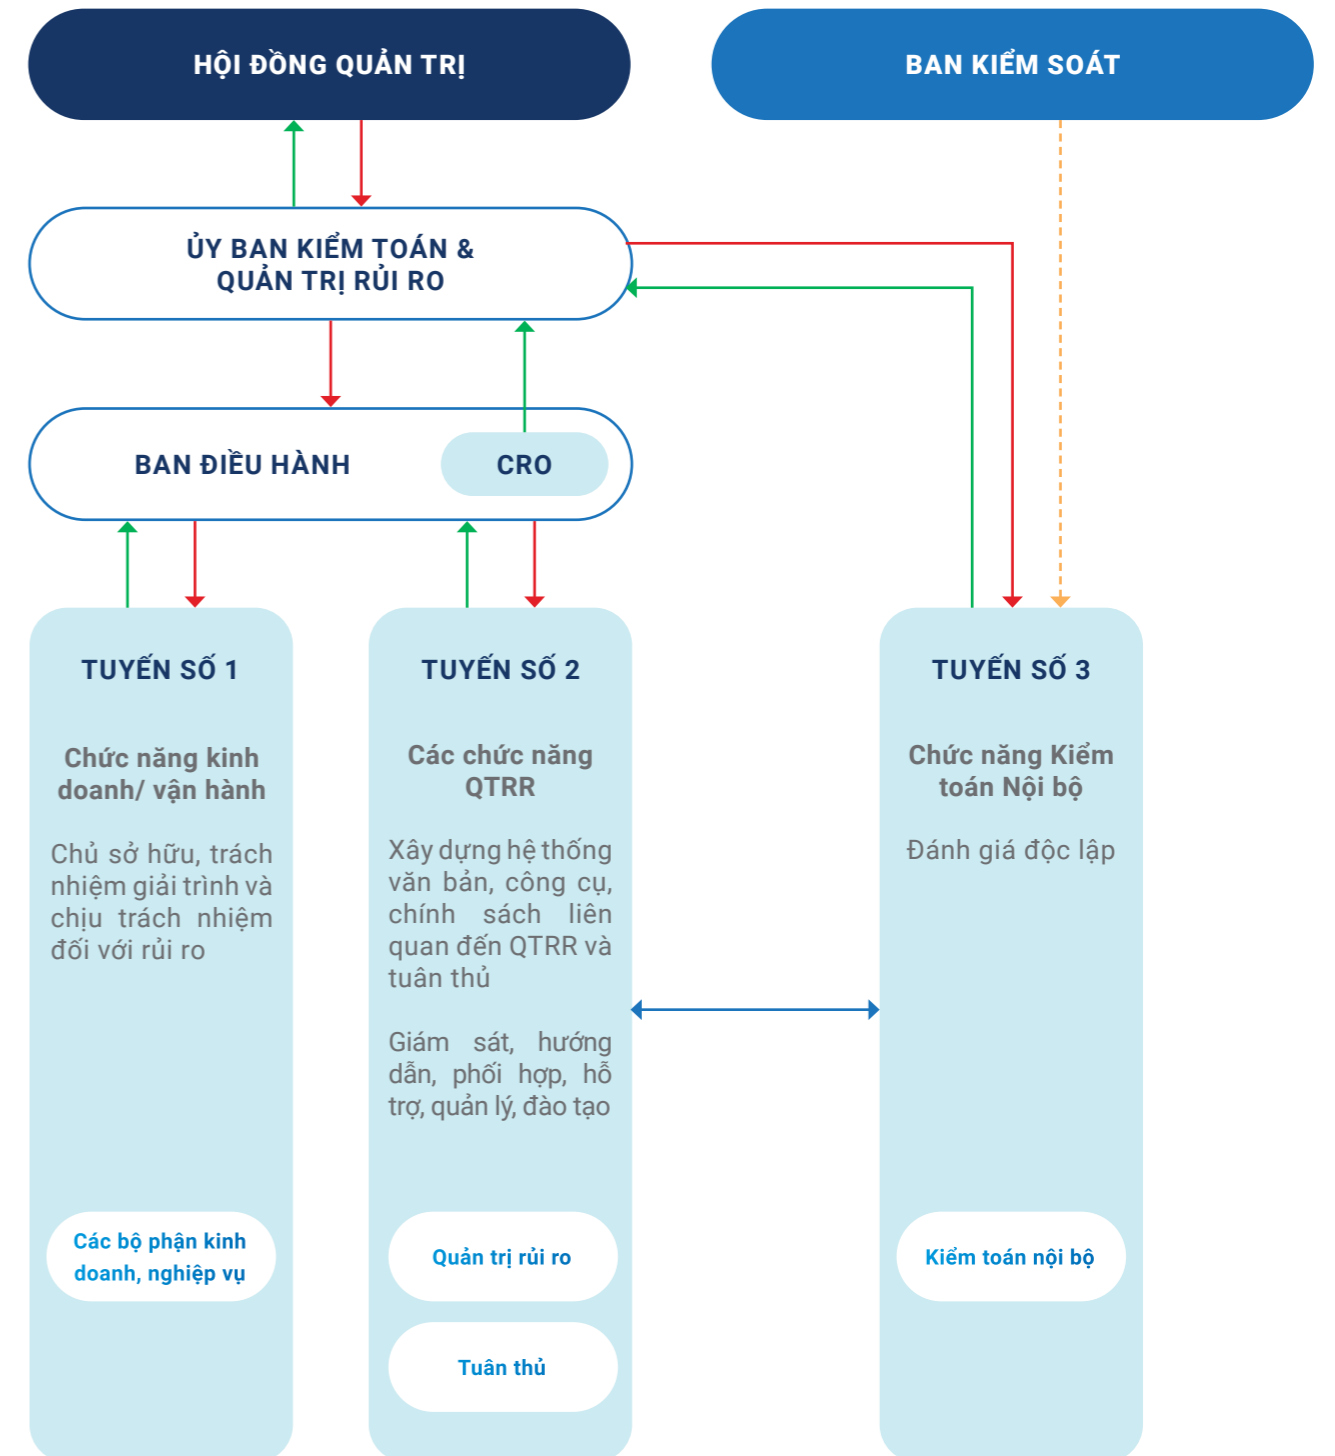 HỘI ĐỒNG QUẢN TRỊ
BAN KIỂM SOÁT
ỦY BAN KIỂM TOÁN &
QUẢN TRỊ RỦI RO
BAN ĐIỀU HÀNH
CRO
TUYẾN SỐ 1
Chức năng kinh
doanh/ vận hành
Chủ sở hữu, trách
nhiệm giải trình và
chịu trách nhiệm
đối với rủi ro
Các bộ phận kinh
doanh, nghiệp vụ
TUYẾN SỐ 2
Các chức năng
QTRR
Xây dựng hệ thống
văn bản, công cụ,
chính sách liên
quan đến QTRR và
tuân thủ
Giám sát, hướng
dẫn, phối hợp, hỗ
trợ, quản lý, đào tạo
Quản trị rủi ro
Tuân thủ
TUYẾN SỐ 3
Chức năng Kiểm
toán Nội bộ
Đánh giá độc lập
Kiểm toán nội bộ